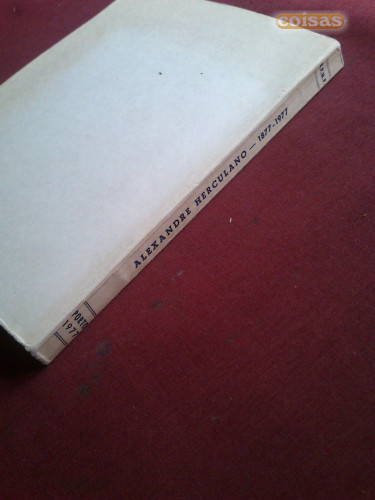 coisas
ALEXANDRE HERCULANO — 1877-1977
PORTO
1977